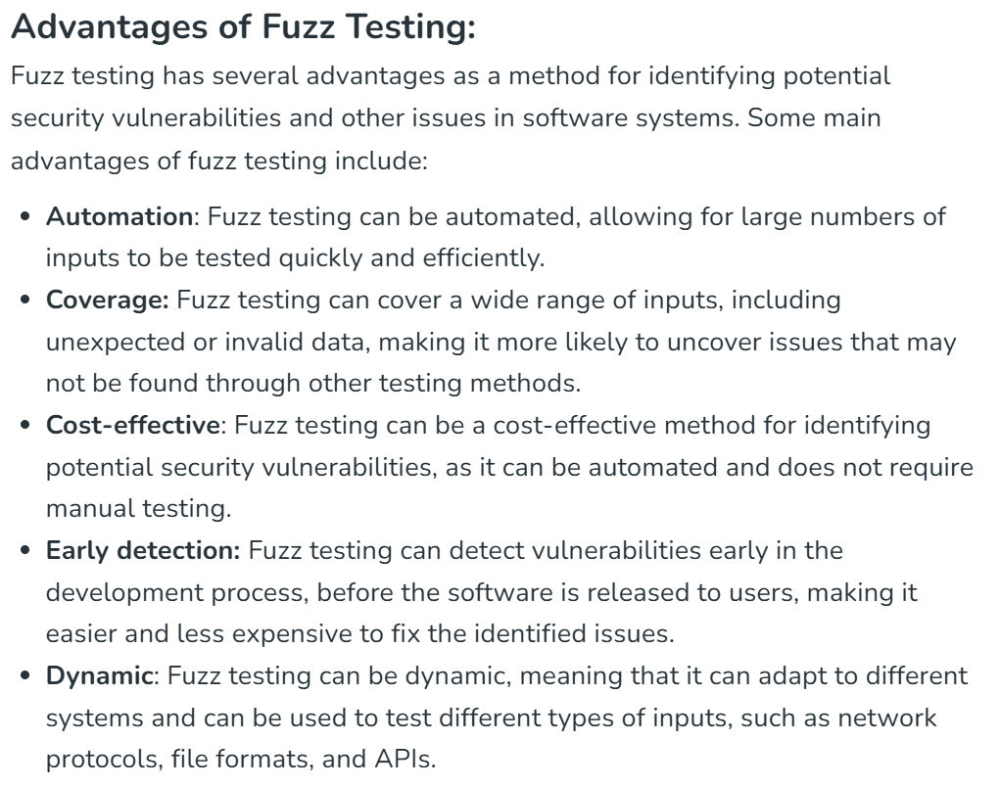 Advantages of Fuzz Testing:
Fuzz testing has several advantages as a method for identifying potential
security vulnerabilities and other issues in software systems. Some main
advantages of fuzz testing include:
• Automation: Fuzz testing can be automated, allowing for large numbers of
inputs to be tested quickly and efficiently.
• Coverage: Fuzz testing can cover a wide range of inputs, including
unexpected or invalid data, making it more likely to uncover issues that may
not be found through other testing methods.
• Cost-effective: Fuzz testing can be a cost-effective method for identifying
potential security vulnerabilities, as it can be automated and does not require
manual testing.
• Early detection: Fuzz testing can detect vulnerabilities early in the
development process, before the software is released to users, making it
easier and less expensive to fix the identified issues.
• Dynamic: Fuzz testing can be dynamic, meaning that it can adapt to different
systems and can be used to test different types of inputs, such as network
protocols, file formats, and APIs.